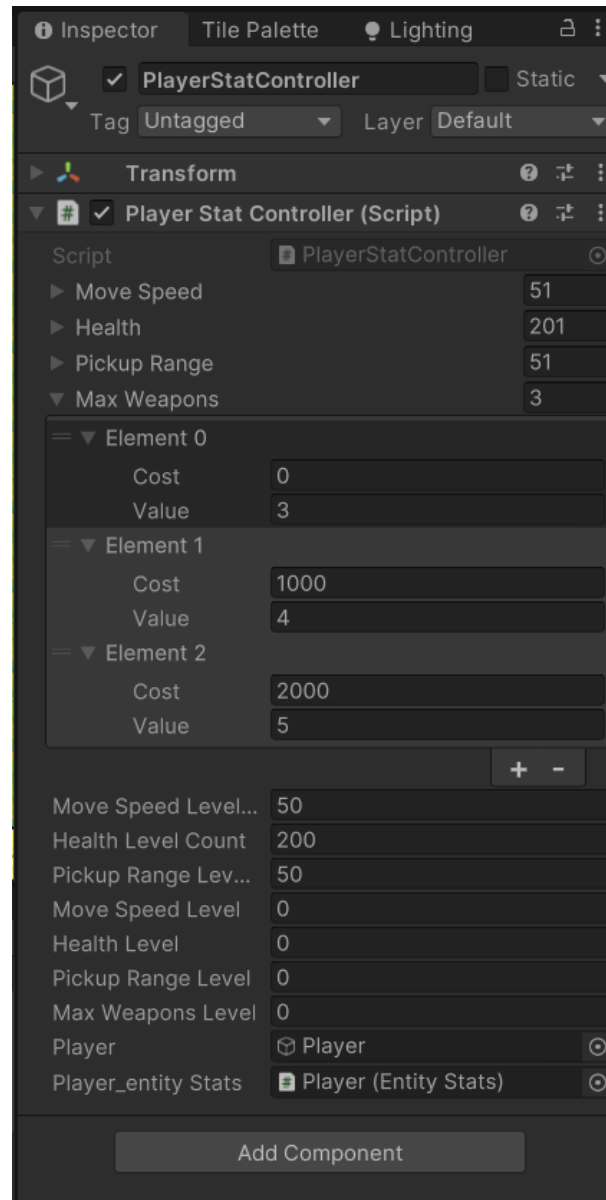 Inspector Tile Palette Lighting
PlayerStatController Static
Tag Untagged Layer Default
Transform
# Player Stat Controller (Script)
Script # PlayerStatController
Move Speed 51
Health 201
Pickup Range 51
Max Weapons 3
Element 0
Cost 0
Value 3
Element 1
Cost 1000
Value 4
Element 2
Cost 2000
Value 5
+ -
Move Speed Level... 50
Health Level Count 200
Pickup Range Lev... 50
Move Speed Level 0
Health Level 0
Pickup Range Level 0
Max Weapons Level 0
Player Player
Player_entity Stats # Player (Entity Stats)
Add Component